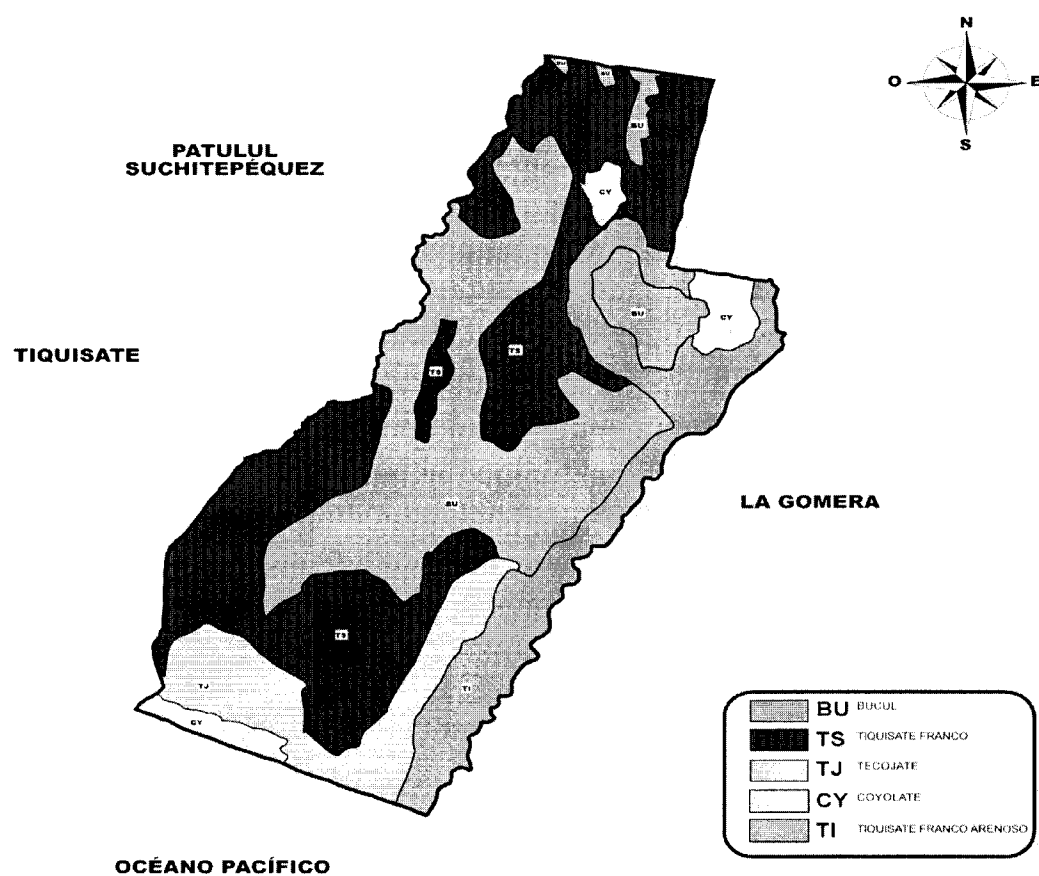 N
O
E
S
PATULUL
SUCHITEPÉQUEZ
TIQUISATE
LA GOMERA
OCÉANO PACÍFICO
BU
BU
BU
CY
BU
CY
TS
TS
BU
TS
TJ
CY
TI
BU BUCUL
TS TIQUISATE FRANCO
TJ TECOJATE
CY COYOLATE
TI TIQUISATE FRANCO ARENOSO